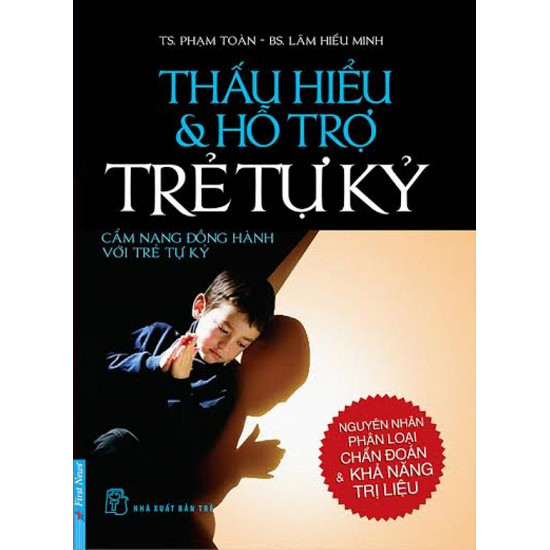 TS. PHẠM TOÀN - BS. LÂM HIẾU MINH
THẤU HIỂU
& HỖ TRỢ
TRẺ TỰ KỶ
CẨM NANG ĐỒNG HÀNH
VỚI TRẺ TỰ KỶ
NGUYÊN NHÂN
PHÂN LOẠI
CHẨN ĐOÁN
& KHẢ NĂNG
TRỊ LIỆU
First News
NHÀ XUẤT BẢN TRẺ